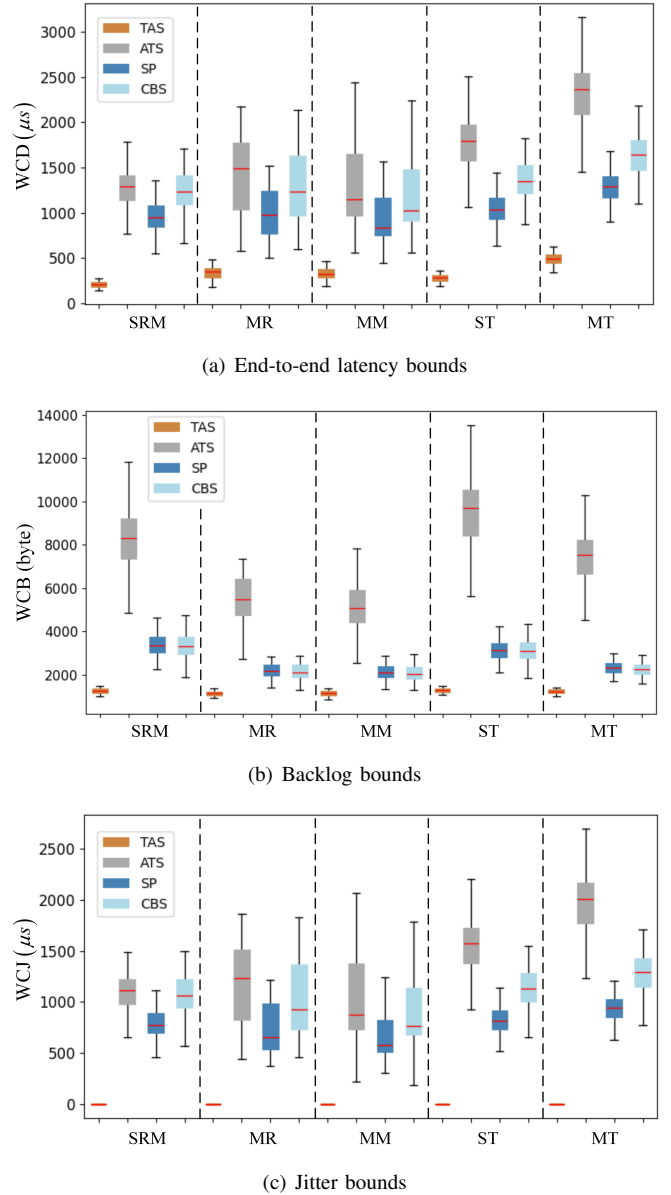 3000
2500
2000
1500
1000
500
0
WCD (μs)
TAS
ATS
SP
CBS
SRM MR MM ST MT
(a) End-to-end latency bounds
14000
12000
10000
8000
6000
4000
2000
WCB (byte)
TAS
ATS
SP
CBS
SRM MR MM ST MT
(b) Backlog bounds
2500
2000
1500
1000
500
0
WCJ (μs)
TAS
ATS
SP
CBS
SRM MR MM ST MT
(c) Jitter bounds